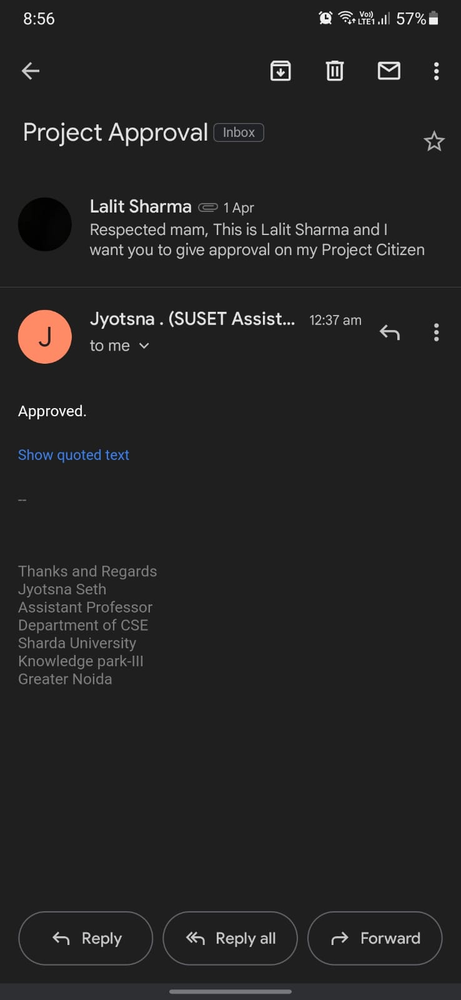 8:56
Vo)) LTE1 57%
Project Approval Inbox
Lalit Sharma 1 Apr
Respected mam, This is Lalit Sharma and I
want you to give approval on my Project Citizen
J
Jyotsna . (SUSET Assist... 12:37 am
to me
Approved.
Show quoted text
--
Thanks and Regards
Jyotsna Seth
Assistant Professor
Department of CSE
Sharda University
Knowledge park-III
Greater Noida
Reply Reply all Forward